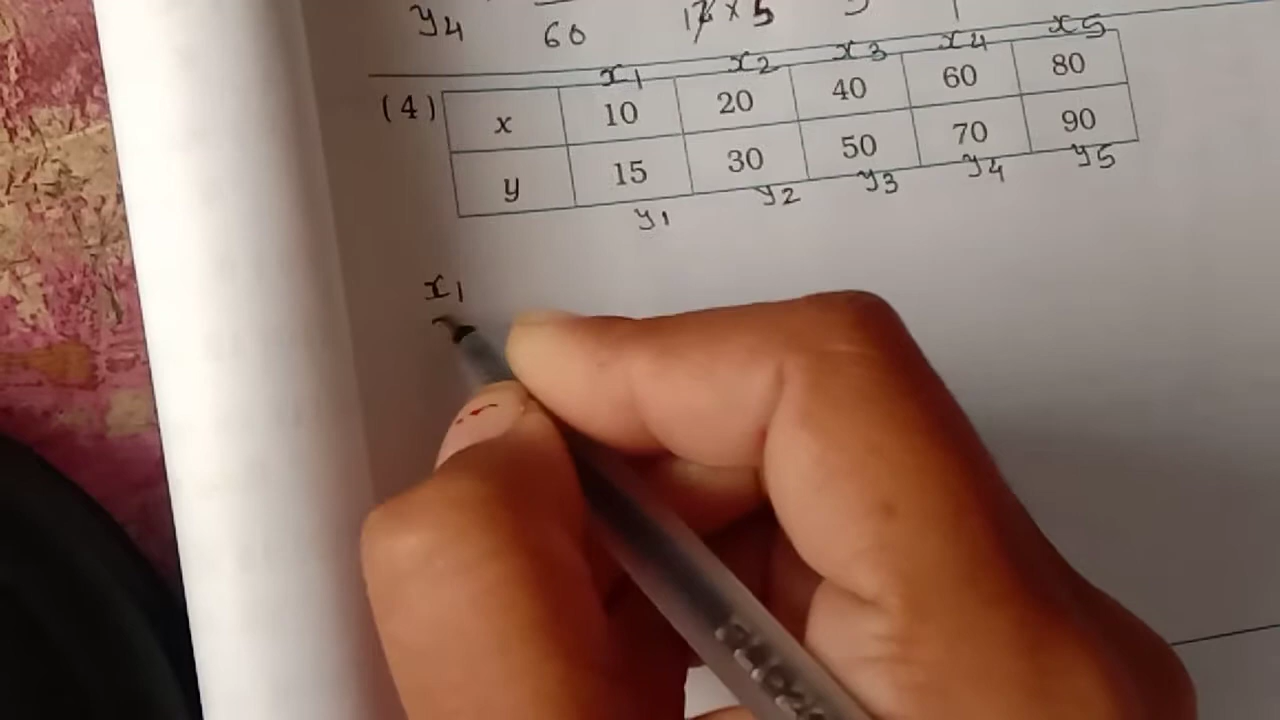 y4 60 12 x 5
x1 x2 x3 x4 x5
(4) x 10 20 40 60 80
y 15 30 50 70 90
y1 y2 y3 y4 y5
x1